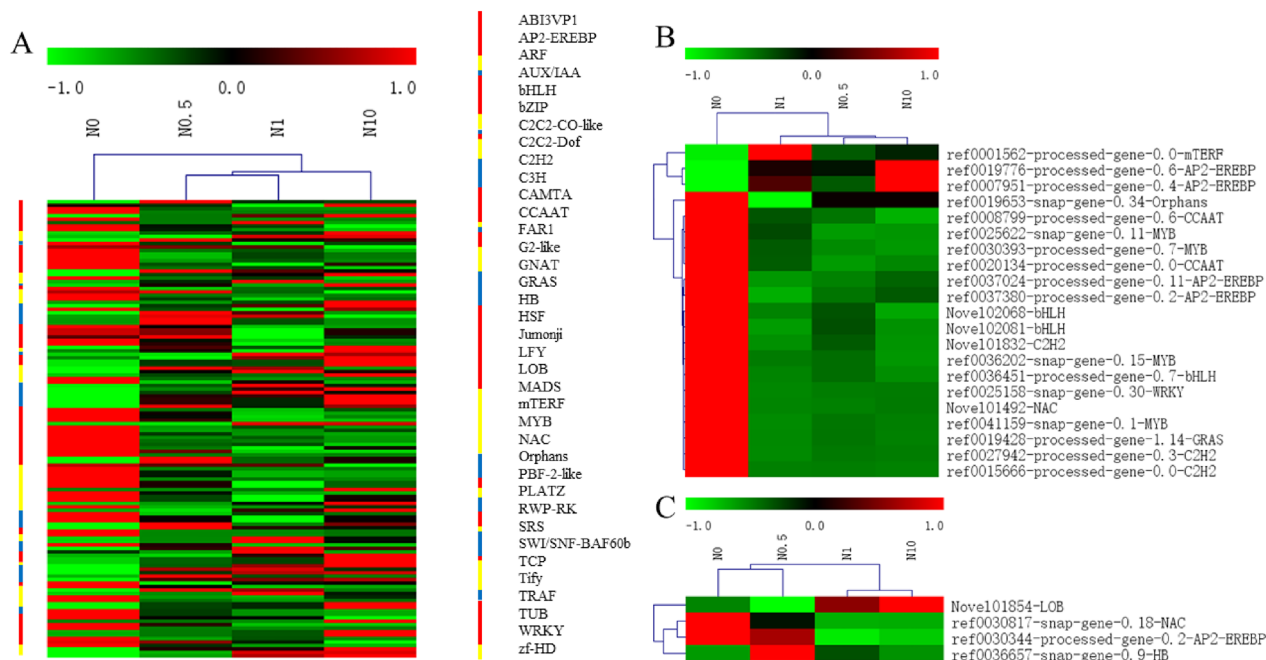 A
-1.0 0.0 1.0
N0 N0.5 N1 N10
ABI3VP1
AP2-EREBP
ARF
AUX/IAA
bHLH
bZIP
C2C2-CO-like
C2C2-Dof
C2H2
C3H
CAMTA
CCAAT
FAR1
G2-like
GNAT
GRAS
HB
HSF
Jumonji
LFY
LOB
MADS
mTERF
MYB
NAC
Orphans
PBF-2-like
PLATZ
RWP-RK
SRS
SWI/SNF-BAF60b
TCP
Tify
TRAF
TUB
WRKY
zf-HD
B
-1.0 0.0 1.0
N0 N1 N0.5 N10
ref0001562-processed-gene-0.0-mTERF
ref0019776-processed-gene-0.6-AP2-EREBP
ref0007951-processed-gene-0.4-AP2-EREBP
ref0019653-snap-gene-0.34-Orphans
ref0008799-processed-gene-0.6-CCAAT
ref0025622-snap-gene-0.11-MYB
ref0030393-processed-gene-0.7-MYB
ref0020134-processed-gene-0.0-CCAAT
ref0037024-processed-gene-0.11-AP2-EREBP
ref0037380-processed-gene-0.2-AP2-EREBP
Novel02068-bHLH
Novel02081-bHLH
Novel01832-C2H2
ref0036202-snap-gene-0.15-MYB
ref0036451-processed-gene-0.7-bHLH
ref0025158-snap-gene-0.30-WRKY
Novel01492-NAC
ref0041159-snap-gene-0.1-MYB
ref0019428-processed-gene-1.14-GRAS
ref0027942-processed-gene-0.3-C2H2
ref0015666-processed-gene-0.0-C2H2
C
-1.0 0.0 1.0
N0 N0.5 N1 N10
Novel01854-LOB
ref0030817-snap-gene-0.18-NAC
ref0030344-processed-gene-0.2-AP2-EREBP
ref0036657-snap-gene-0.9-HB